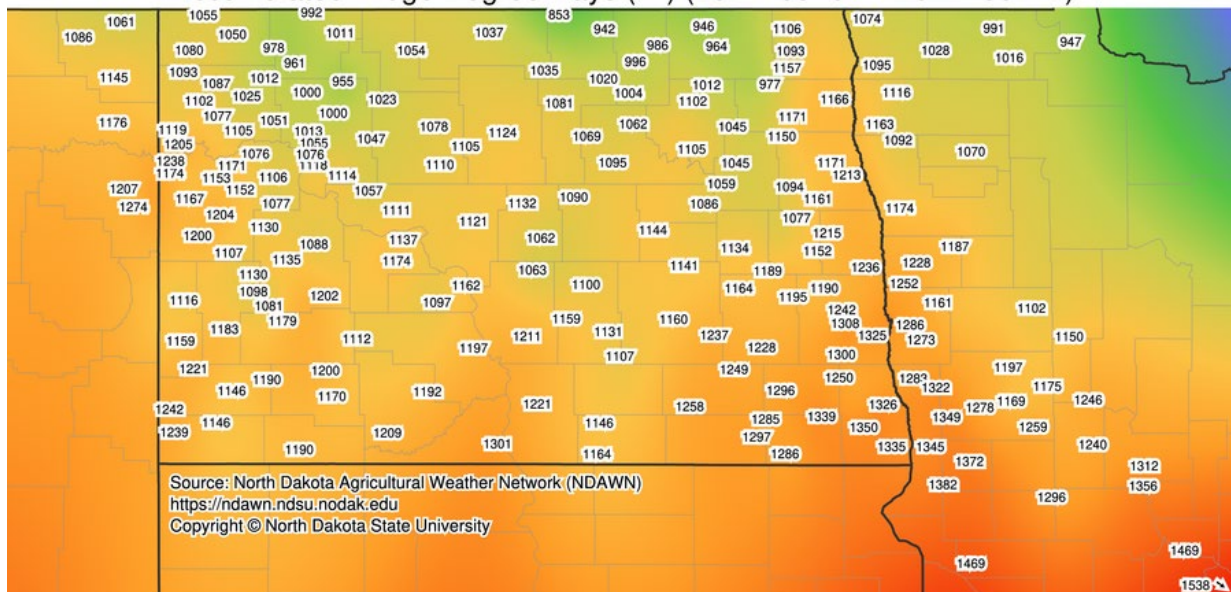 1061 1055 992 853 942 946 1106 1074 991 947
1086 1050 1011 1037 986 964 1028 1016
1080 978 961 1054 996 1093 1095
1145 1093 1087 1012 955 1035 1020 1012 1157 977
1102 1025 1000 1023 1081 1004 1102 1166 1116
1176 1077 1051 1000 1078 1062 1045 1171 1163
1119 1105 1013 1047 1124 1069 1150 1092
1205 1055 1105 1105 1070
1238 1171 1076 1076 1118 1110 1095 1045 1171
1174 1153 1106 1114 1213
1207 1167 1152 1057 1090 1059 1094 1161
1274 1204 1077 1111 1132 1086 1077 1174
1200 1130 1137 1121 1062 1144 1215
1107 1135 1088 1174 1134 1152 1187
1130 1063 1141 1189 1236 1228
1116 1098 1202 1162 1100 1164 1195 1190 1252
1081 1097 1242 1161 1102
1159 1183 1179 1112 1159 1131 1160 1308 1286
1211 1237 1325 1273 1150
1221 1197 1107 1228 1300
1190 1200 1249 1250 1283 1197
1146 1170 1192 1296 1322 1175
1242 1221 1258 1326 1278 1169 1246
1239 1146 1209 1146 1285 1339 1350 1349 1259
1190 1301 1164 1297 1286 1335 1345 1240
1372 1312
Source: North Dakota Agricultural Weather Network (NDAWN)
1382 1356
https://ndawn.ndsu.nodak.edu
1296
Copyright © North Dakota State University
1469 1469
1538